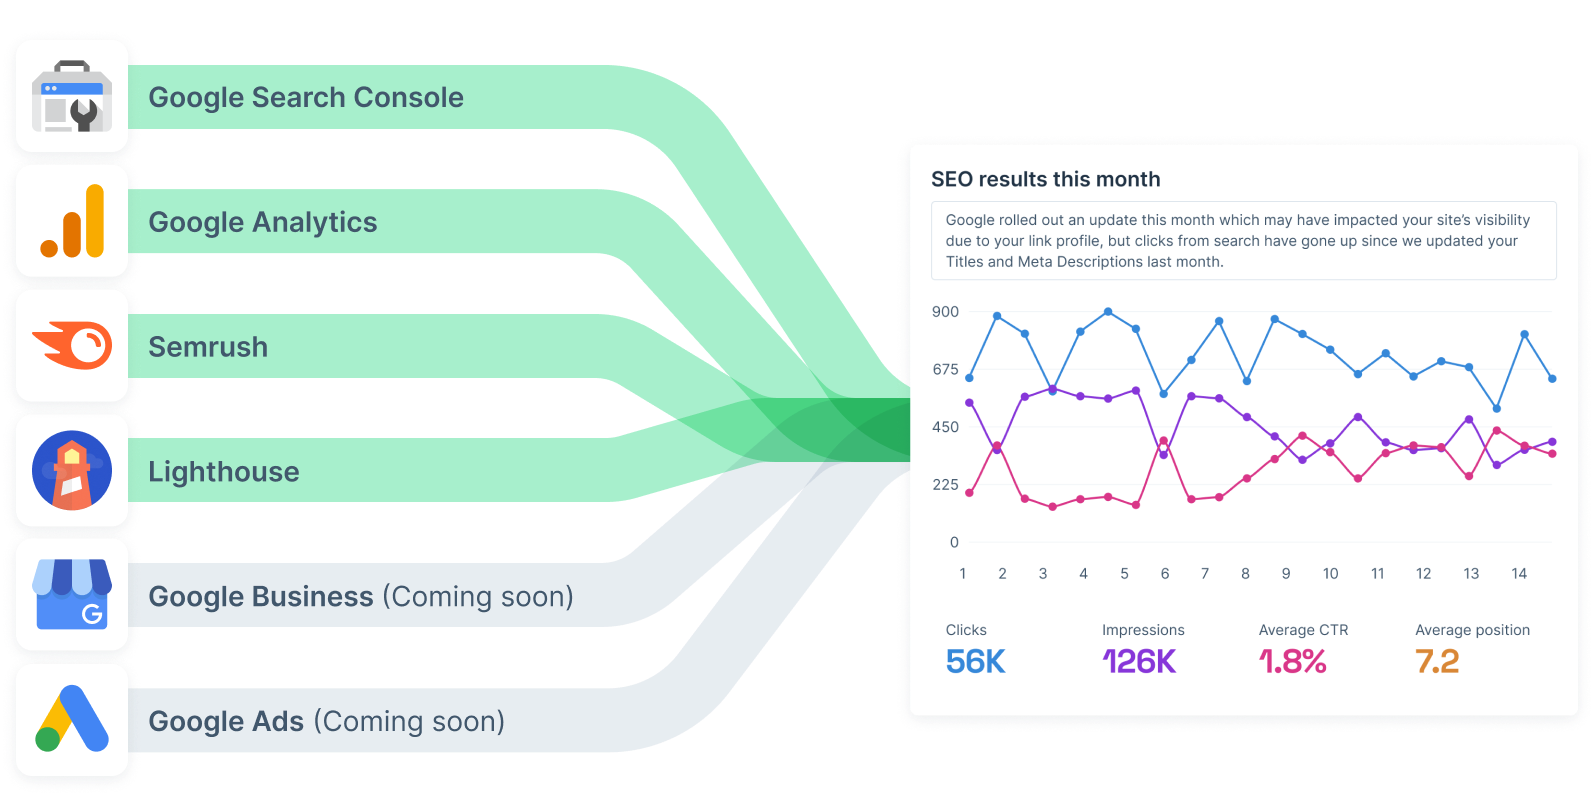 Google Search Console
Google Analytics
Semrush
Lighthouse
Google Business (Coming soon)
Google Ads (Coming soon)
SEO results this month
Google rolled out an update this month which may have impacted your site’s visibility
due to your link profile, but clicks from search have gone up since we updated your
Titles and Meta Descriptions last month.
900
675
450
225
0
1 2 3 4 5 6 7 8 9 10 11 12 13 14
Clicks Impressions Average CTR Average position
56K 126K 1.8% 7.2